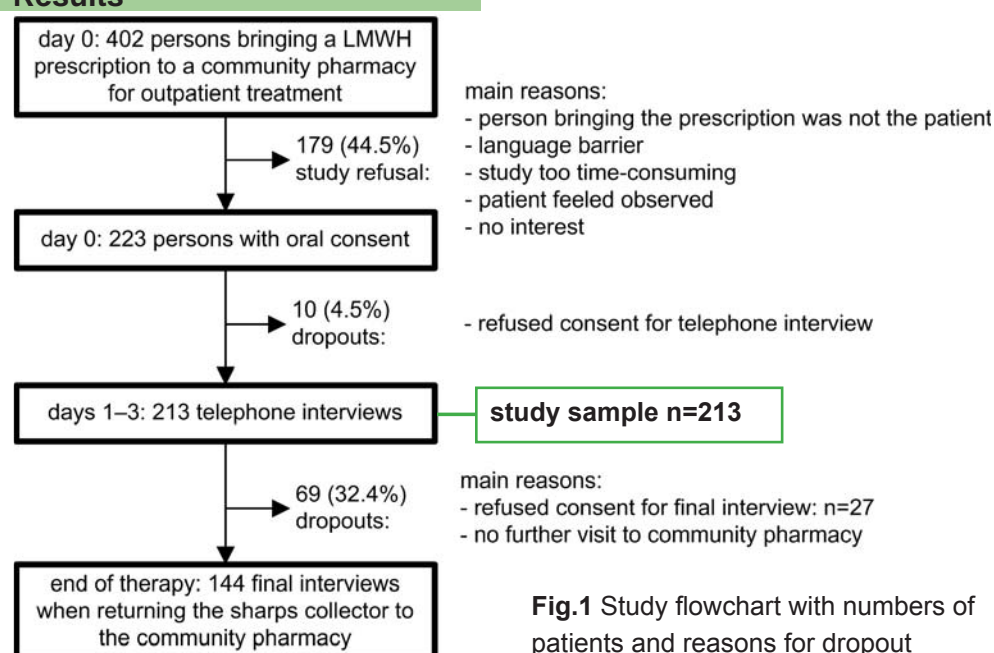 Results
day 0: 402 persons bringing a LMWH
prescription to a community pharmacy
for outpatient treatment
179 (44.5%)
study refusal:
main reasons:
- person bringing the prescription was not the patient
- language barrier
- study too time-consuming
- patient feeled observed
- no interest
day 0: 223 persons with oral consent
10 (4.5%)
dropouts:
- refused consent for telephone interview
days 1–3: 213 telephone interviews
study sample n=213
69 (32.4%)
dropouts:
main reasons:
- refused consent for final interview: n=27
- no further visit to community pharmacy
end of therapy: 144 final interviews
when returning the sharps collector to
the community pharmacy
Fig.1 Study flowchart with numbers of
patients and reasons for dropout